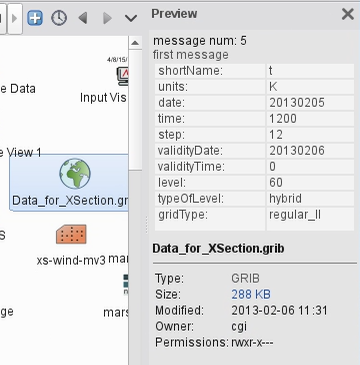 Preview
message num: 5
first message
shortName: t
units: K
date: 20130205
time: 1200
step: 12
validityDate: 20130206
validityTime: 0
level: 60
typeOfLevel: hybrid
gridType: regular_ll
Data_for_XSection.grib
Type: GRIB
Size: 288 KB
Modified: 2013-02-06 11:31
Owner: cgi
Permissions: rwxr-x---
4/8/15/
e Data
Input Vis
e View 1
Data_for_XSection.gri
S
xs-wind-mv3
mar
ge
mars